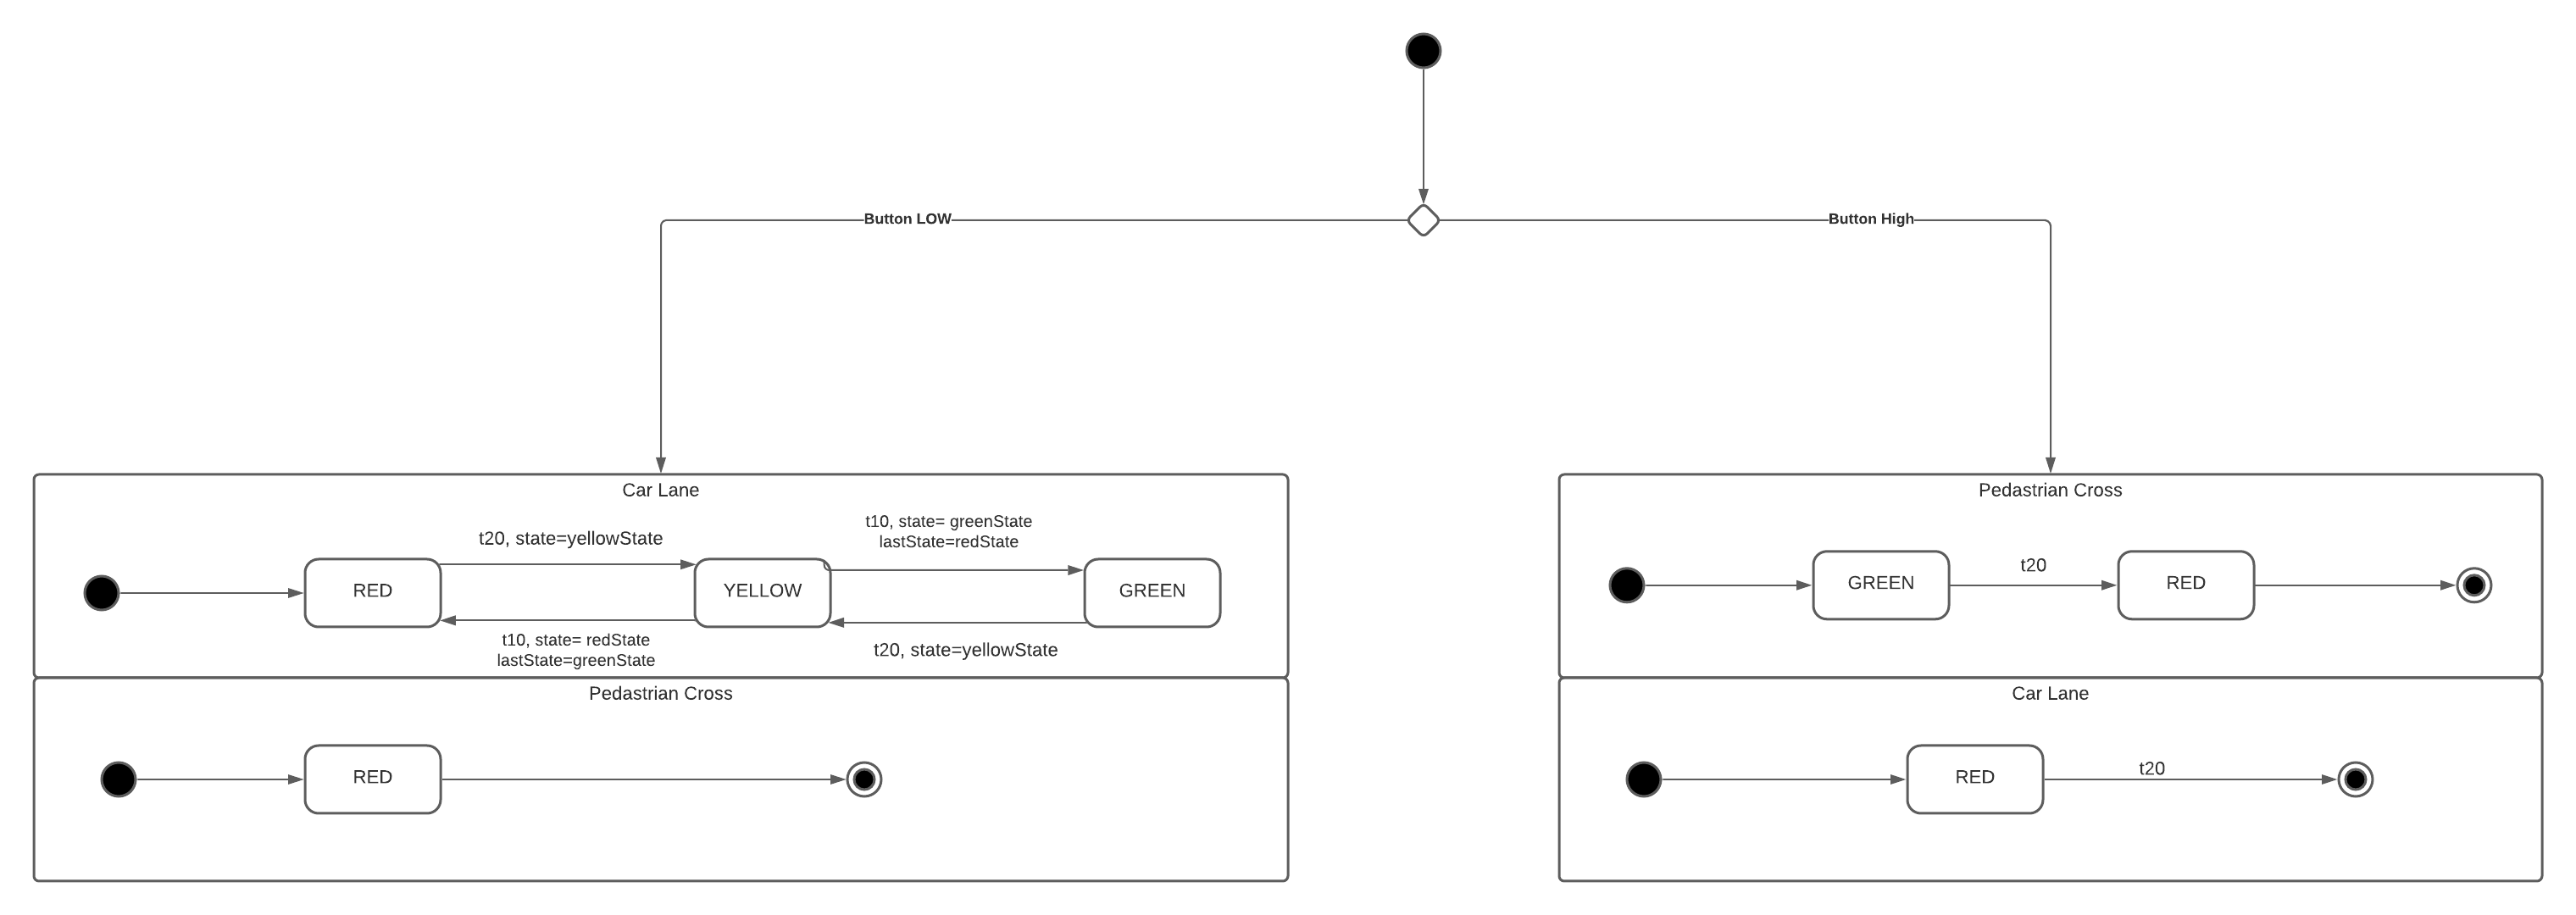 Button LOW
Button High
Car Lane
t20, state=yellowState
t10, state= greenState
lastState=redState
RED
YELLOW
GREEN
t10, state= redState
lastState=greenState
t20, state=yellowState
Pedastrian Cross
RED
Pedastrian Cross
GREEN
t20
RED
Car Lane
RED
t20